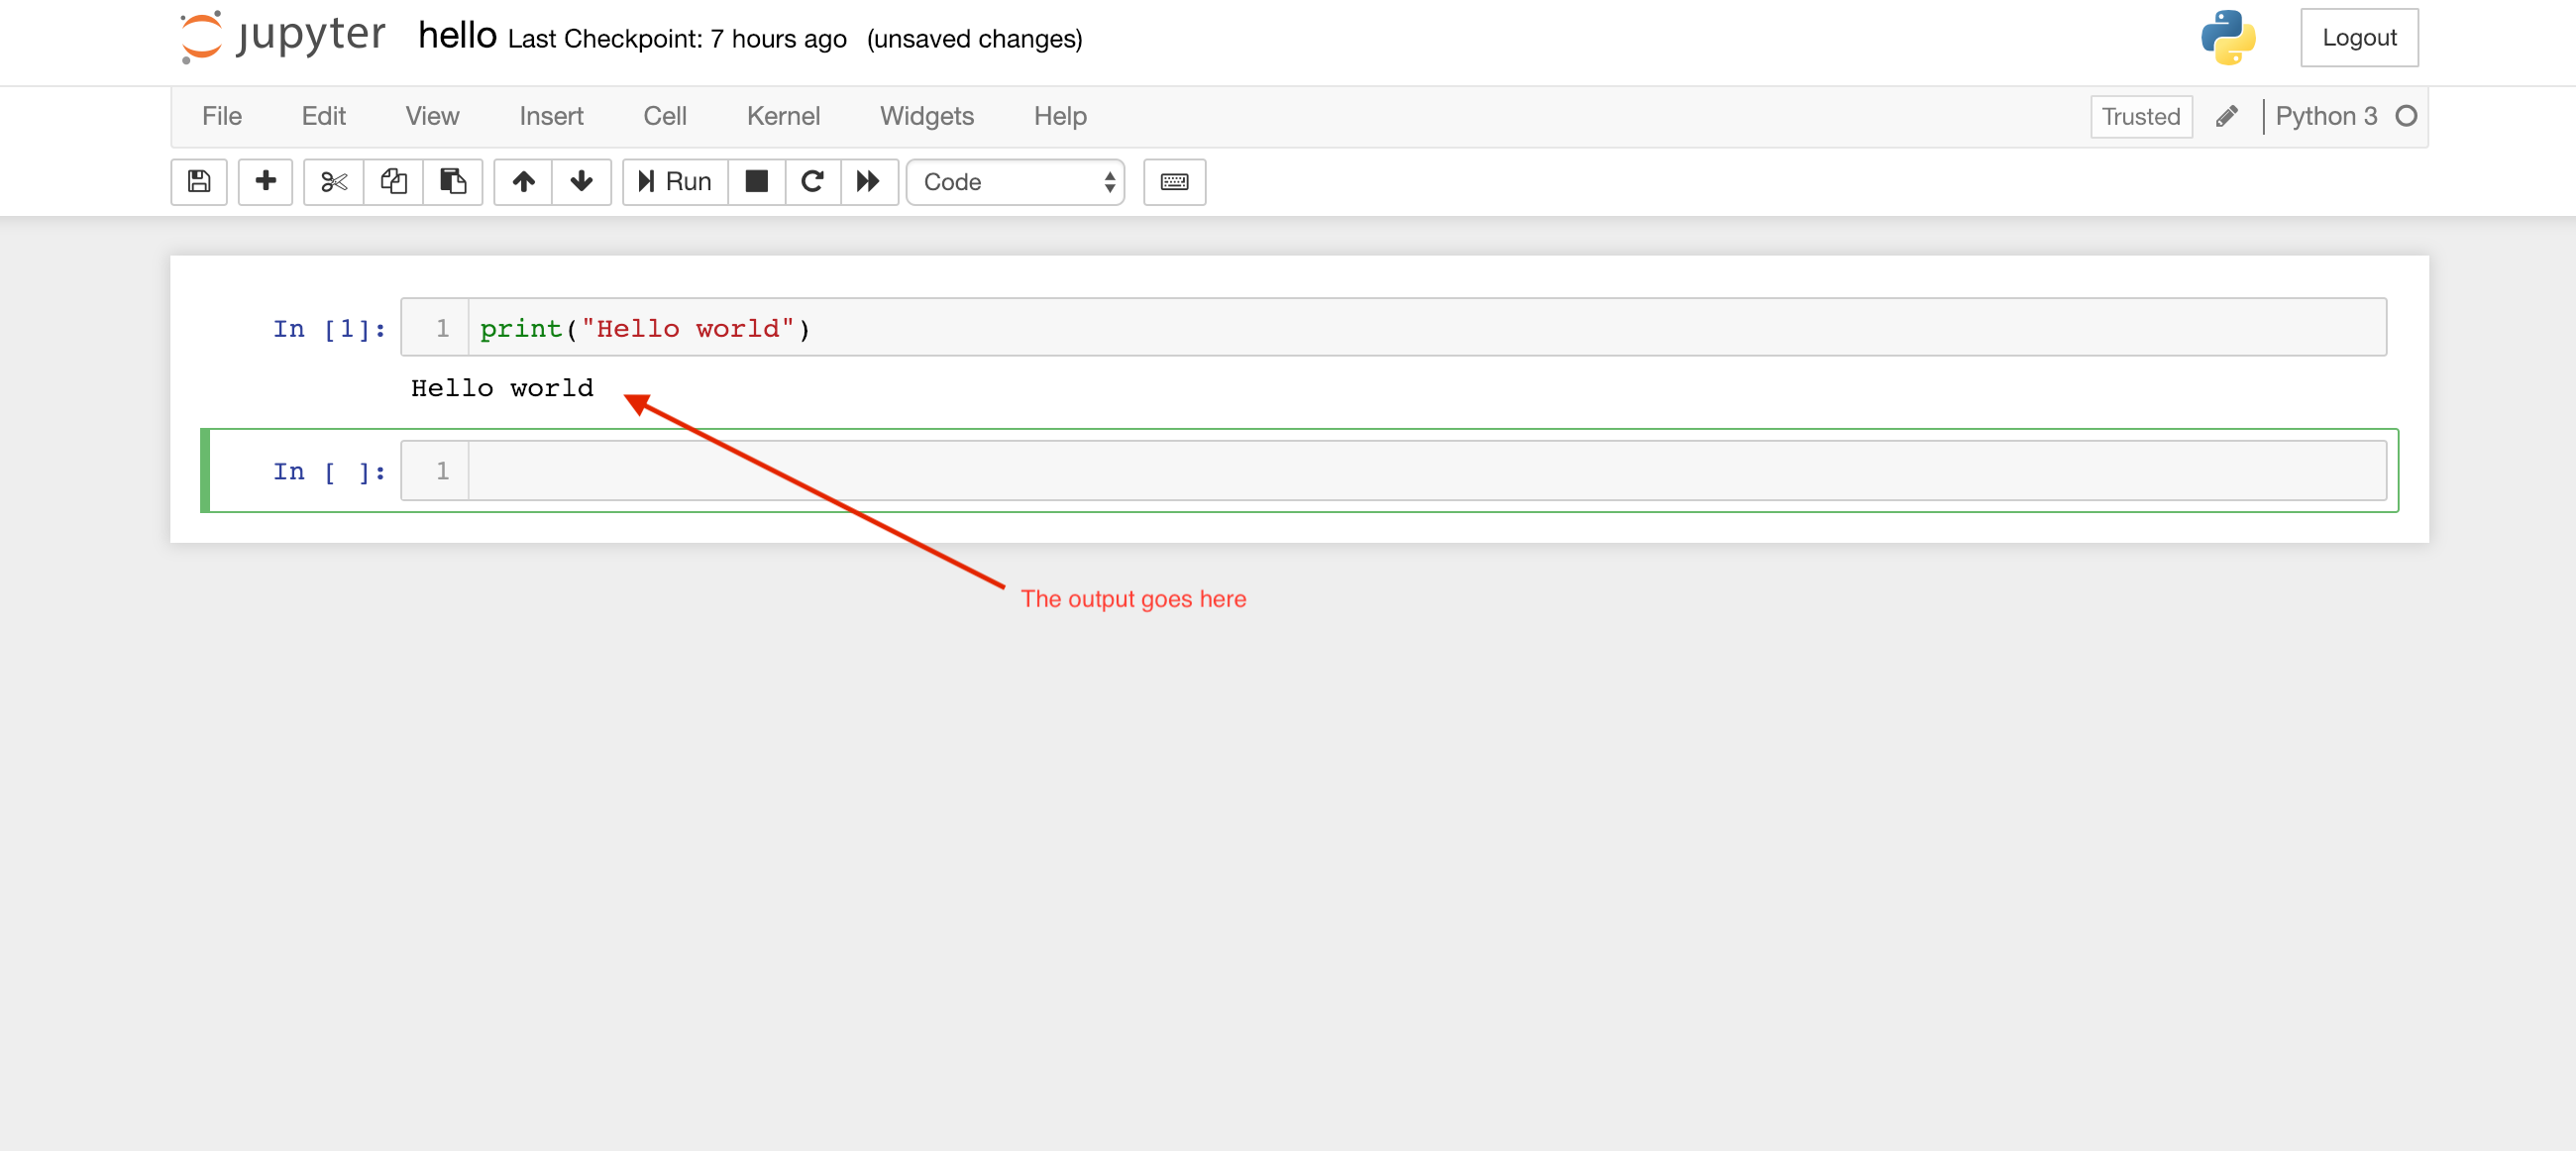 jupyter hello Last Checkpoint: 7 hours ago (unsaved changes) Logout
File Edit View Insert Cell Kernel Widgets Help Trusted Python 3
Run Code
In [1]: 1 print("Hello world")
Hello world
In [ ]: 1
The output goes here